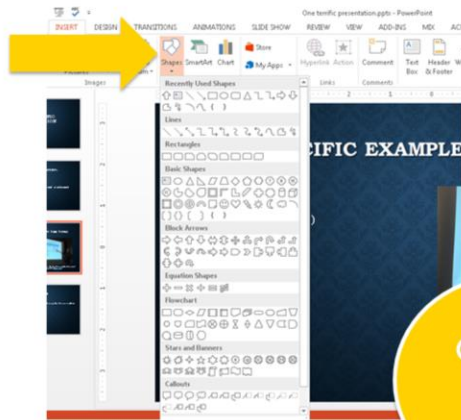 One terrific presentation.pptx - PowerPoint
INSERT DESIGN TRANSITIONS ANIMATIONS SLIDE SHOW REVIEW VIEW ADD-INS MIX
Shapes SmartArt Chart Store My Apps Hyperlink Action Comment Text Box Header & Footer
Images Links Comments
Recently Used Shapes
Lines
Rectangles
Basic Shapes
Block Arrows
Equation Shapes
Flowchart
Stars and Banners
Callouts
CIFIC EXAMPLE